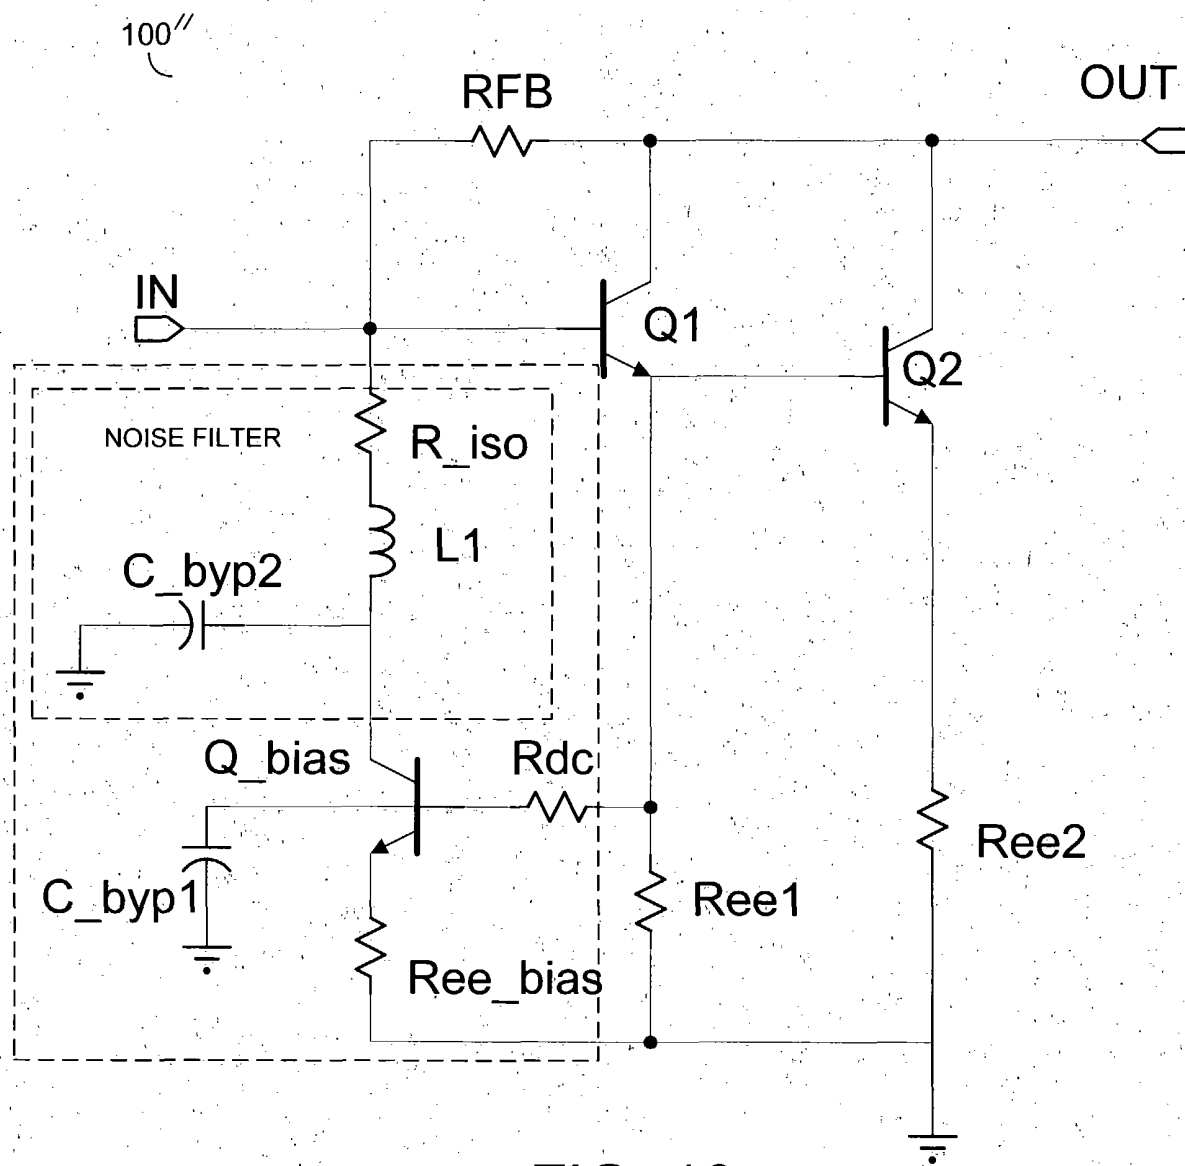 100″
RFB
OUT
IN
Q1
Q2
NOISE FILTER
R_iso
L1
C_byp2
Q_bias
Rdc
C_byp1
Ree1
Ree2
Ree_bias